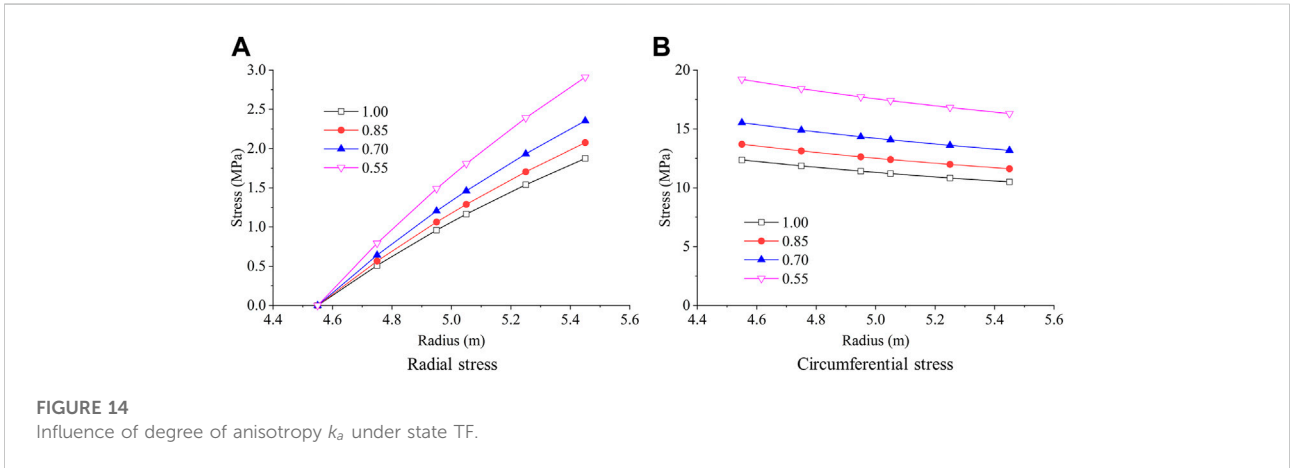 A
B
3.0
2.5
2.0
1.5
1.0
0.5
0.0
Stress (MPa)
1.00
0.85
0.70
0.55
4.4 4.6 4.8 5.0 5.2 5.4 5.6
Radius (m)
Radial stress
20
15
10
5
0
Stress (MPa)
1.00
0.85
0.70
0.55
4.4 4.6 4.8 5.0 5.2 5.4 5.6
Radius (m)
Circumferential stress
FIGURE 14
Influence of degree of anisotropy kₐ under state TF.